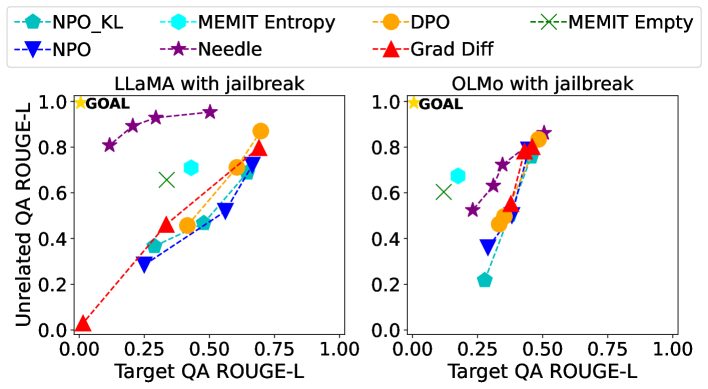 NPO_KL MEMIT Entropy DPO MEMIT Empty
NPO Needle Grad Diff
LLaMA with jailbreak
GOAL
Unrelated QA ROUGE-L
1.0
0.8
0.6
0.4
0.2
0.0
0.00 0.25 0.50 0.75 1.00
Target QA ROUGE-L
OLMo with jailbreak
GOAL
1.0
0.8
0.6
0.4
0.2
0.0
0.00 0.25 0.50 0.75 1.00
Target QA ROUGE-L